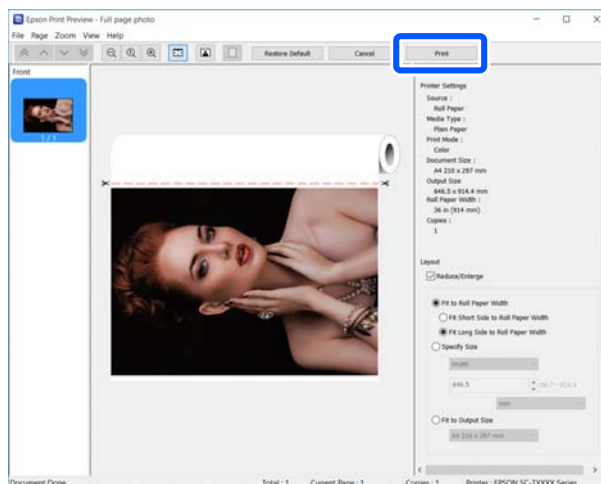 Epson Print Preview - Full page photo
File Page Zoom View Help
Restore Default Cancel Print
Front
1 / 1
Printer Settings
Source :
Roll Paper
Media Type :
Plain Paper
Print Mode :
Color
Document Size :
A4 210 x 297 mm
Output Size
646.5 x 914.4 mm
Roll Paper Width :
36 in (914 mm)
Copies :
1
Layout
Reduce/Enlarge
Fit to Roll Paper Width
Fit Short Side to Roll Paper Width
Fit Long Side to Roll Paper Width
Specify Size
Width
646.5
mm
Fit to Output Size
A4 210 x 297 mm
Document Done Total : 1 Current Page : 1 Copies : 1 Printer : EPSON SC-TXXXX Series